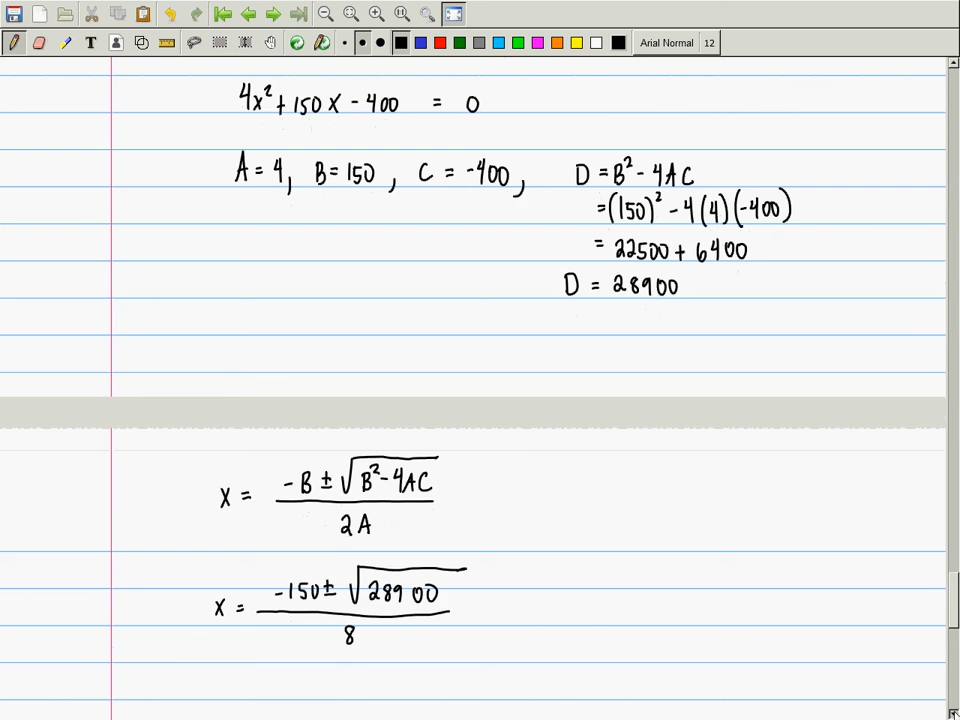 T Arial Normal 12
4x² + 150x - 400 = 0
A = 4, B = 150, C = -400, D = B² - 4AC
= (150)² - 4(4)(-400)
= 22500 + 6400
D = 28900
x = (-B ± √(B² - 4AC)) / 2A
x = (-150 ± √28900) / 8